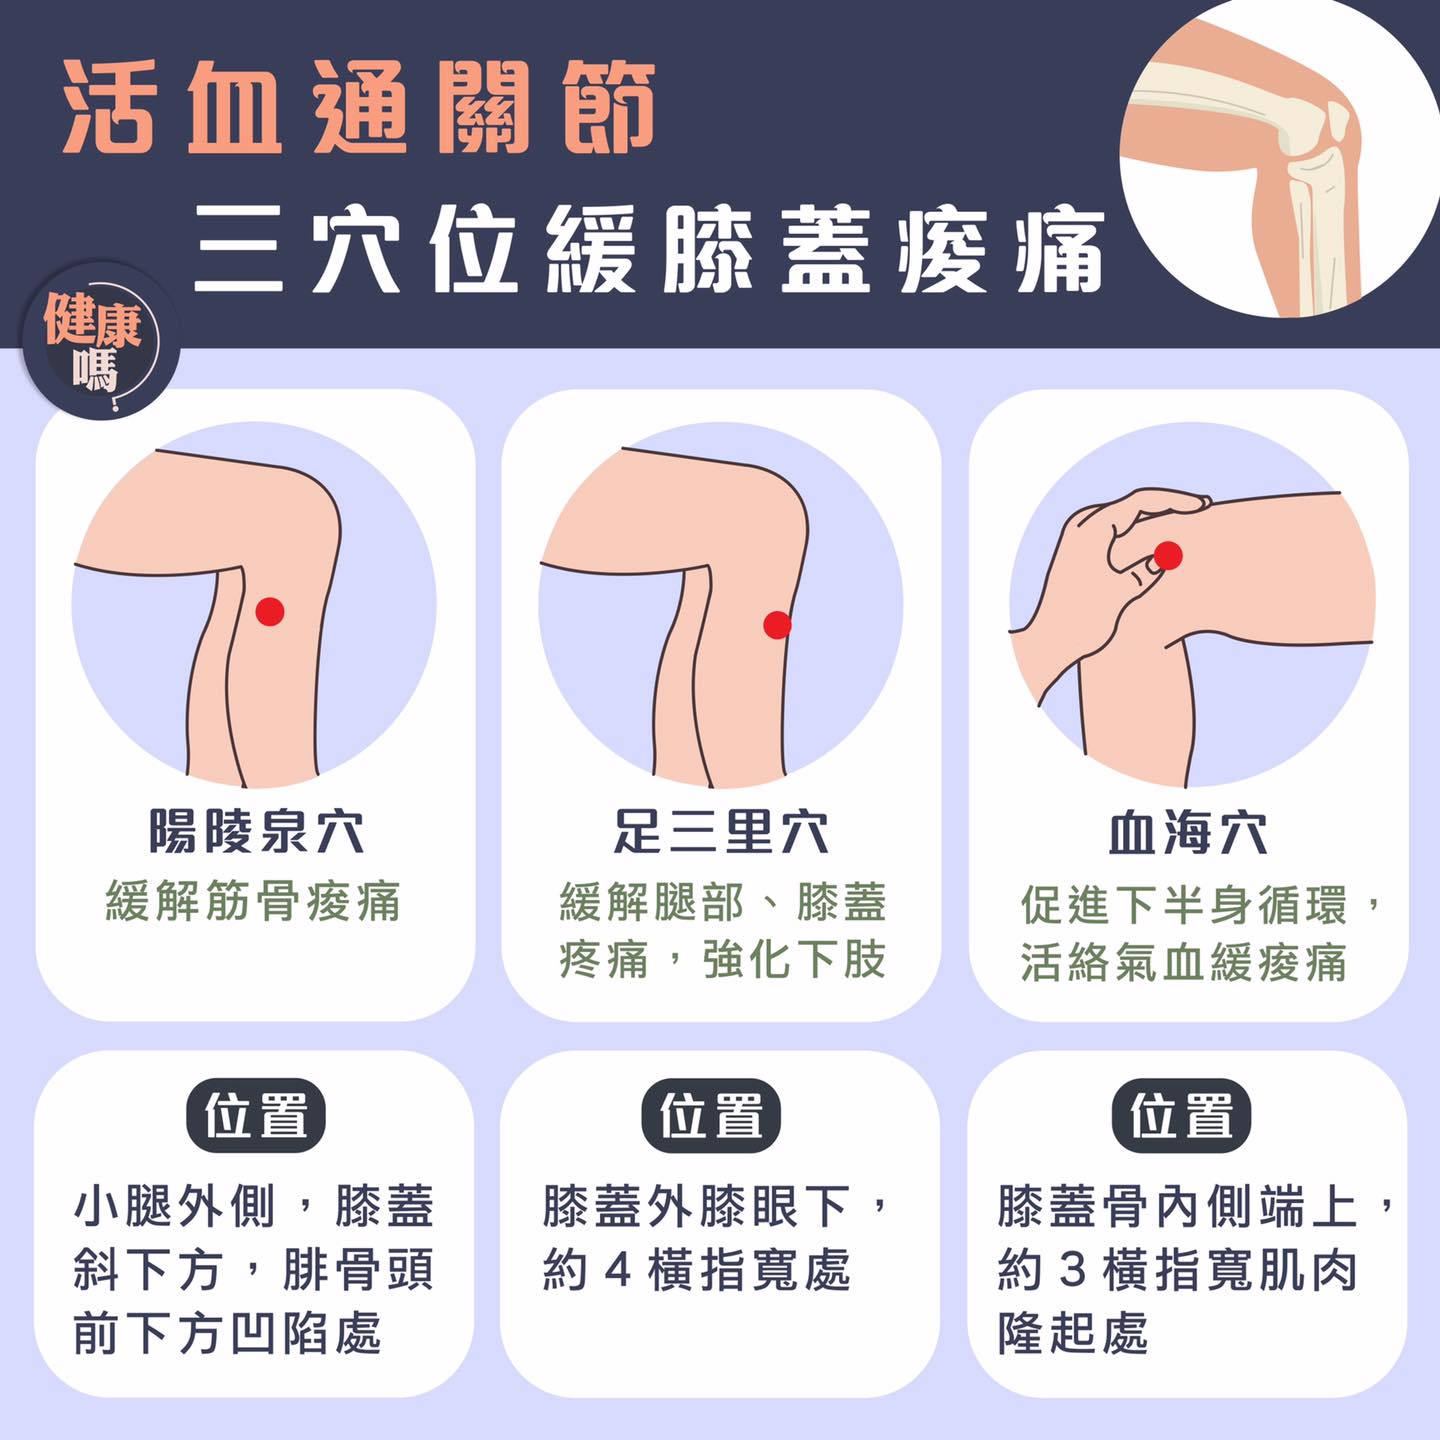 活血通關節
三穴位緩膝蓋痠痛
健康
嗎?
陽陵泉穴
緩解筋骨痠痛
足三里穴
緩解腿部、膝蓋
疼痛，強化下肢
血海穴
促進下半身循環，
活絡氣血緩痠痛
位置
小腿外側，膝蓋
斜下方，腓骨頭
前下方凹陷處
位置
膝蓋外膝眼下，
約4橫指寬處
位置
膝蓋骨內側端上，
約3橫指寬肌肉
隆起處